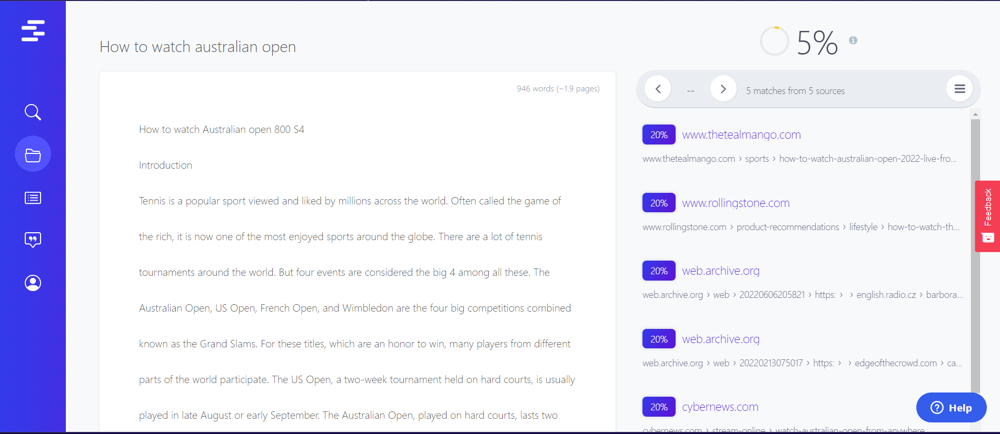 How to watch australian open
5%
946 words (~1.9 pages)
--
5 matches from 5 sources
How to watch Australian open 800 S4
Introduction
Tennis is a popular sport viewed and liked by millions across the world. Often called the game of
the rich, it is now one of the most enjoyed sports around the globe. There are a lot of tennis
tournaments around the world. But four events are considered the big 4 among all these. The
Australian Open, US Open, French Open, and Wimbledon are the four big competitions combined
known as the Grand Slams. For these titles, which are an honor to win, many players from different
parts of the world participate. The US Open, a two-week tournament held on hard courts, is usually
played in late August or early September. The Australian Open, played on hard courts, lasts two
20% www.thetealmango.com
www.thetealmango.com › sports › how-to-watch-australian-open-2022-live-fro...
20% www.rollingstone.com
www.rollingstone.com › product-recommendations › lifestyle › how-to-watch-th...
20% web.archive.org
web.archive.org › web › 20220606205821 › https: › › english.radio.cz › barbora...
20% web.archive.org
web.archive.org › web › 20220213075017 › https: › › edgeofthecrowd.com › ca...
20% cybernews.com
cybernews.com › stream-online › watch-australian-open-from-anywhere
Feedback
Help